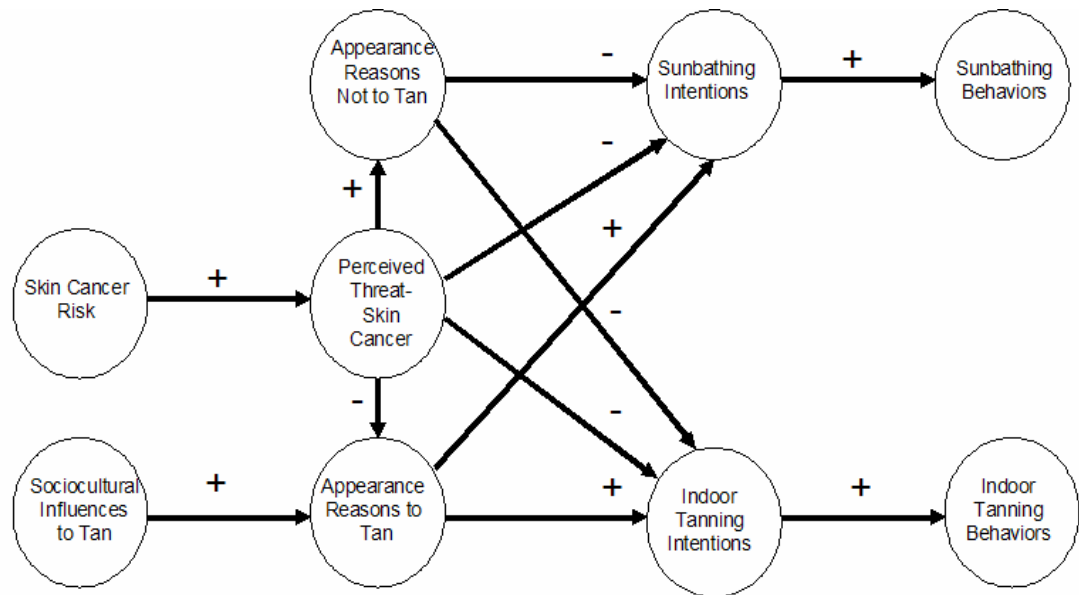 Appearance
Reasons
Not to Tan
-
Sunbathing
Intentions
+
Sunbathing
Behaviors
-
+
+
Skin Cancer
Risk
+
Perceived
Threat-
Skin
Cancer
-
-
-
Sociocultural
Influences
to Tan
+
Appearance
Reasons to
Tan
+
Indoor
Tanning
Intentions
+
Indoor
Tanning
Behaviors